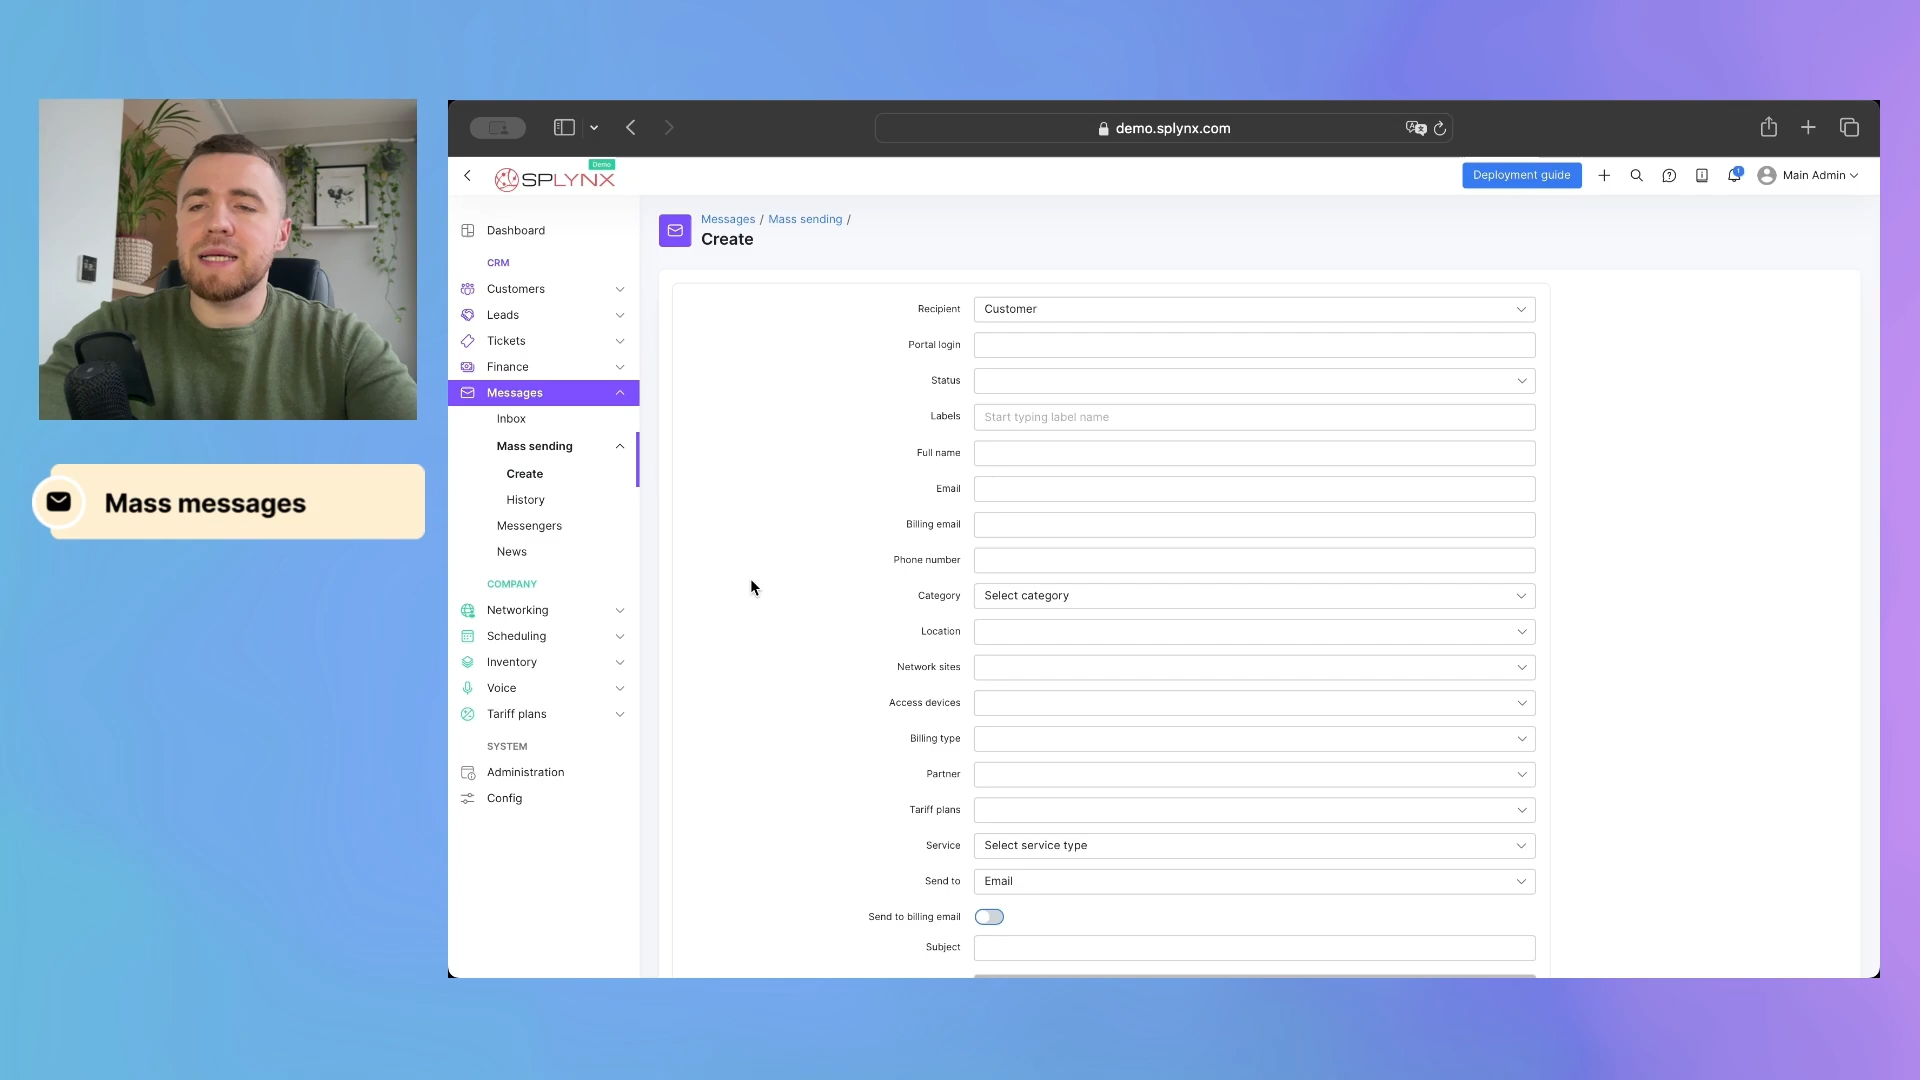 Mass messages
demo.splynx.com
Demo
SPLYNX
Deployment guide
1
Main Admin
Dashboard
CRM
Customers
Leads
Tickets
Finance
Messages
Inbox
Mass sending
Create
History
Messengers
News
COMPANY
Networking
Scheduling
Inventory
Voice
Tariff plans
SYSTEM
Administration
Config
Messages / Mass sending /
Create
Recipient Customer
Portal login
Status
Labels Start typing label name
Full name
Email
Billing email
Phone number
Category Select category
Location
Network sites
Access devices
Billing type
Partner
Tariff plans
Service Select service type
Send to Email
Send to billing email
Subject